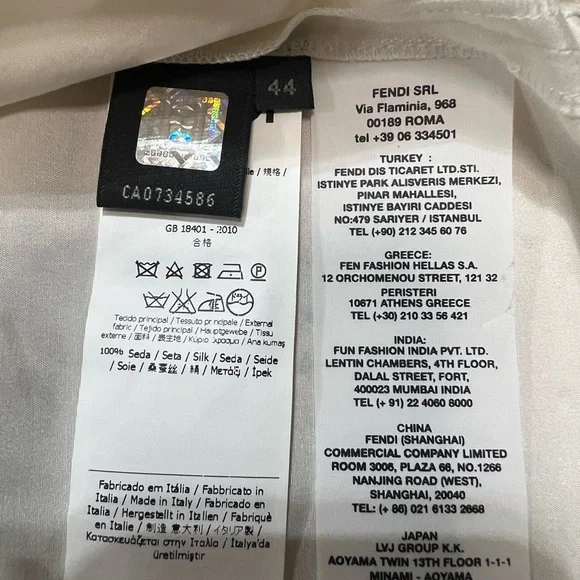 44
CA0734586
le / 规格 /
GB 18401 - 2010
合格
Tecido principal / Tessuto principale / External
fabric / Tejido principal / Hauptgewebe / Tissu
externe / 面料 / 表生地 / Κύριο ύφασμα / Ana kumaş
100% Seda / Seta / Silk / Seda / Seide
/ Soie / 桑蚕丝 / 絹 / Μετάξι / İpek
Fabricado em Itália / Fabbricato in
Italia / Made in Italy / Fabricado en
Italia / Hergestellt in Italien / Fabriqué
en Italie / 制造 意大利 / イタリア製 /
Κατασκευάζεται στην Ιταλία / İtalya'da
üretilmiştir
FENDI SRL
Via Flaminia, 968
00189 ROMA
tel +39 06 334501
TURKEY :
FENDI DIS TICARET LTD.STI.
ISTINYE PARK ALISVERIS MERKEZI,
PINAR MAHALLESI,
ISTINYE BAYIRI CADDESI
NO:479 SARIYER / ISTANBUL
TEL (+90) 212 345 60 76
GREECE:
FEN FASHION HELLAS S.A.
12 ORCHOMENOU STREET, 121 32
PERISTERI
10671 ATHENS GREECE
TEL (+30) 210 33 56 421
INDIA:
FUN FASHION INDIA PVT. LTD.
LENTIN CHAMBERS, 4TH FLOOR,
DALAL STREET, FORT,
400023 MUMBAI INDIA
TEL (+ 91) 22 4060 8000
CHINA
FENDI (SHANGHAI)
COMMERCIAL COMPANY LIMITED
ROOM 3006, PLAZA 66, NO.1266
NANJING ROAD (WEST),
SHANGHAI, 20040
TEL: (+ 86) 021 6133 2668
JAPAN
LVJ GROUP K.K.
AOYAMA TWIN 13TH FLOOR 1-1-1
MINAMI - AOYAMA